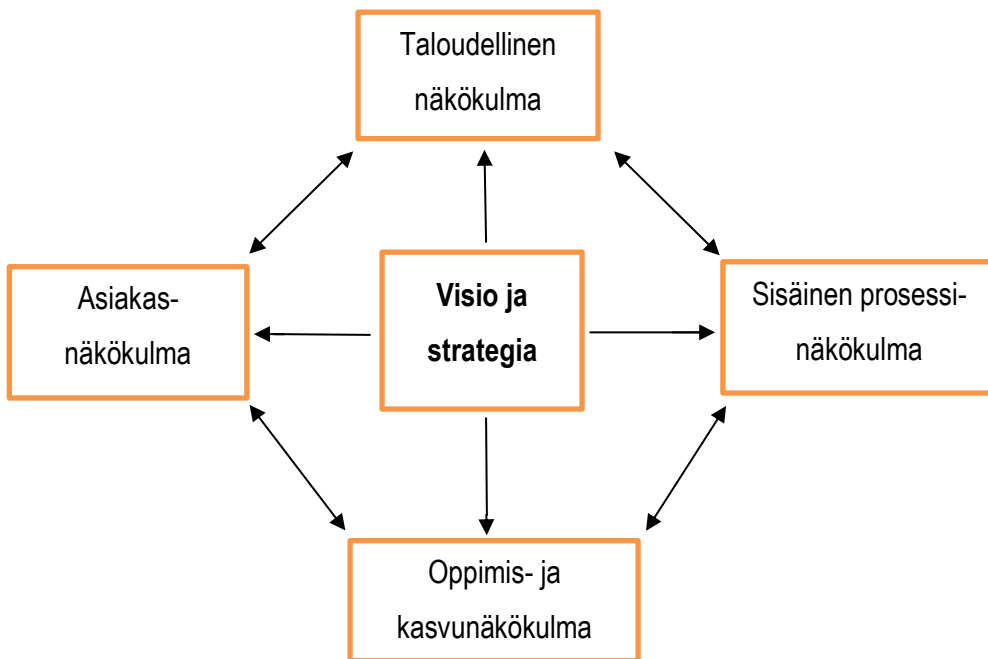 Taloudellinen
näkökulma
Asiakas-
näkökulma
Visio ja
strategia
Sisäinen prosessi-
näkökulma
Oppimis- ja
kasvunäkökulma